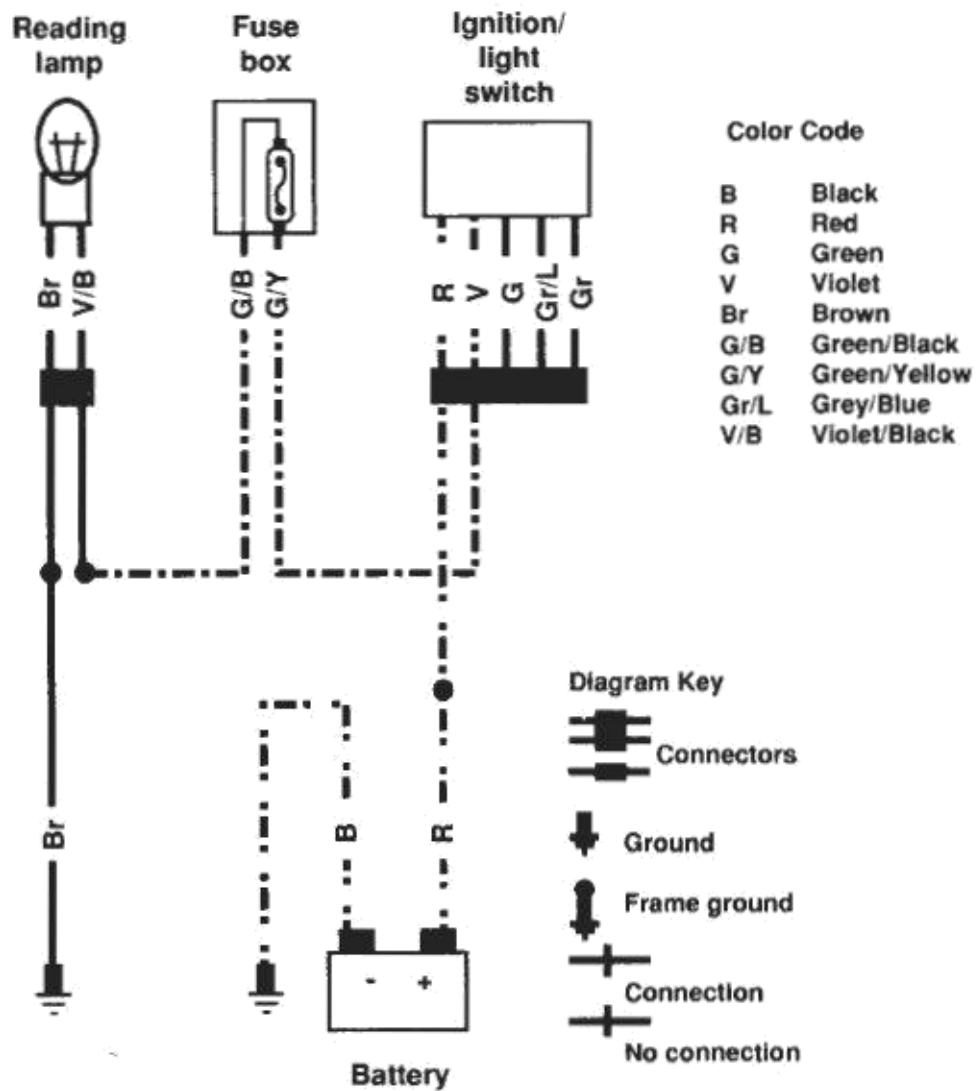 Reading
lamp
Fuse
box
Ignition/
light
switch
Color Code
B Black
R Red
G Green
V Violet
Br Brown
G/B Green/Black
G/Y Green/Yellow
Gr/L Grey/Blue
V/B Violet/Black
Br
V/B
G/B
G/Y
R
V
G
Gr/L
Gr
Diagram Key
Connectors
Ground
Frame ground
Connection
No connection
Br
B
R
- +
Battery